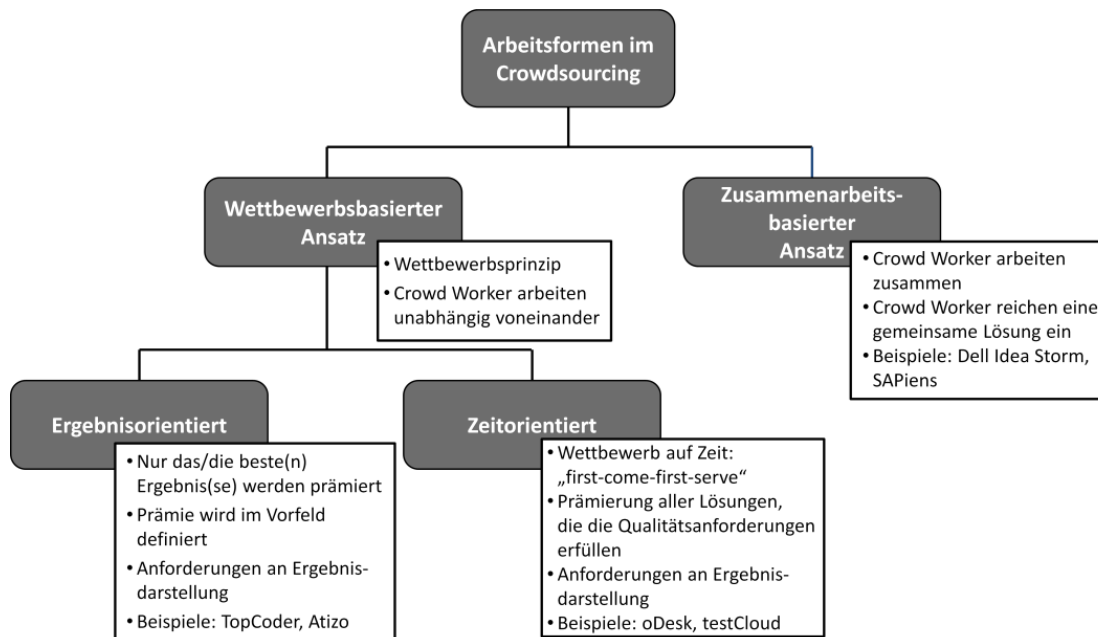 Arbeitsformen im
Crowdsourcing
Wettbewerbsbasierter
Ansatz
• Wettbewerbsprinzip
• Crowd Worker arbeiten
unabhängig voneinander
Zusammenarbeits-
basierter
Ansatz
• Crowd Worker arbeiten
zusammen
• Crowd Worker reichen eine
gemeinsame Lösung ein
• Beispiele: Dell Idea Storm,
SAPiens
Ergebnisorientiert
• Nur das/die beste(n)
Ergebnis(se) werden prämiert
• Prämie wird im Vorfeld
definiert
• Anforderungen an Ergebnis-
darstellung
• Beispiele: TopCoder, Atizo
Zeitorientiert
• Wettbewerb auf Zeit:
„first-come-first-serve“
• Prämierung aller Lösungen,
die die Qualitätsanforderungen
erfüllen
• Anforderungen an Ergebnis-
darstellung
• Beispiele: oDesk, testCloud